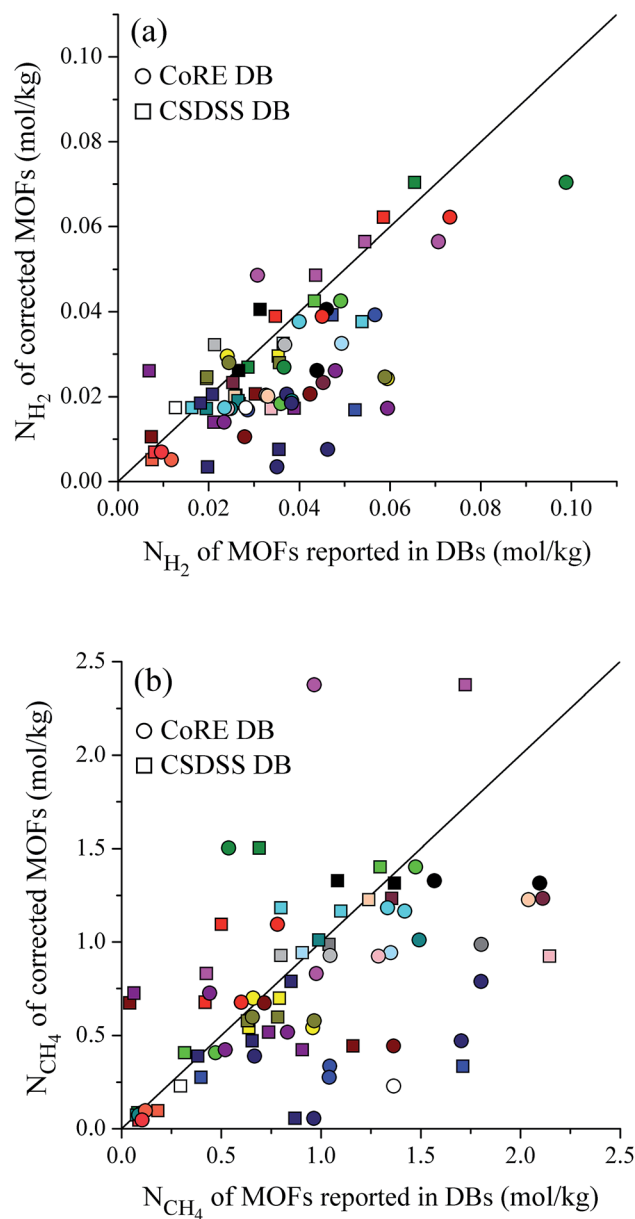 (a)
CoRE DB
CSDSS DB
0.10
0.08
0.06
0.04
0.02
0.00
N_H2 of corrected MOFs (mol/kg)
0.00 0.02 0.04 0.06 0.08 0.10
N_H2 of MOFs reported in DBs (mol/kg)
(b)
CoRE DB
CSDSS DB
2.5
2.0
1.5
1.0
0.5
0.0
N_CH4 of corrected MOFs (mol/kg)
0.0 0.5 1.0 1.5 2.0 2.5
N_CH4 of MOFs reported in DBs (mol/kg)